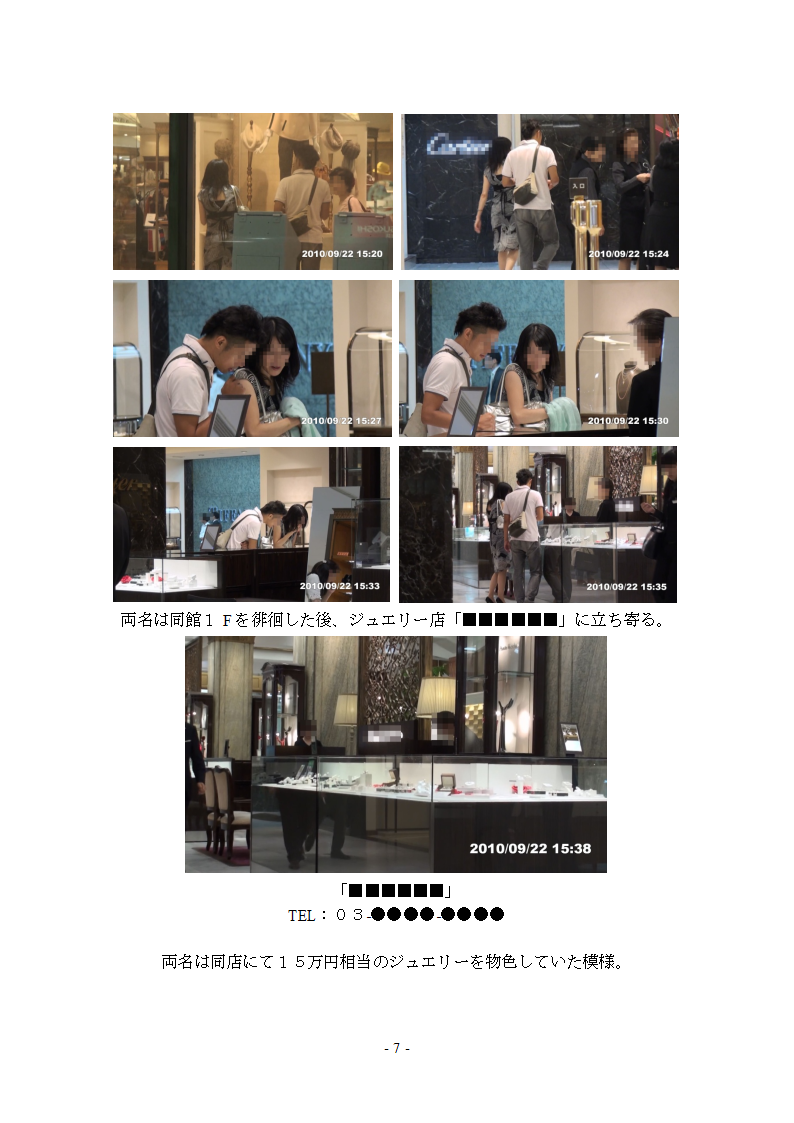 2010/09/22 15:20
2010/09/22 15:24
入口
2010/09/22 15:27
2010/09/22 15:30
2010/09/22 15:33
2010/09/22 15:35
両名は同館１Ｆを徘徊した後、ジュエリー店「■■■■■■」に立ち寄る。
2010/09/22 15:38
「■■■■■■」
TEL：０３-●●●●-●●●●
両名は同店にて１５万円相当のジュエリーを物色していた模様。
- 7 -